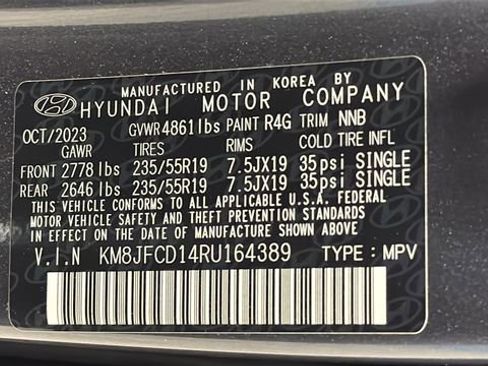 MANUFACTURED IN KOREA BY
HYUNDAI MOTOR COMPANY
OCT/2023 GVWR 4861lbs PAINT R4G TRIM NNB
GAWR TIRES RIMS COLD TIRE INFL
FRONT 2778 lbs 235/55R19 7.5JX19 35psi SINGLE
REAR 2646 lbs 235/55R19 7.5JX19 35psi SINGLE
THIS VEHICLE CONFORMS TO ALL APPLICABLE U.S.A. FEDERAL
MOTOR VEHICLE SAFETY AND THEFT PREVENTION STANDARDS
IN EFFECT ON THE DATE OF MANUFACTURE SHOWN ABOVE
V.I.N KM8JFCD14RU164389 TYPE : MPV